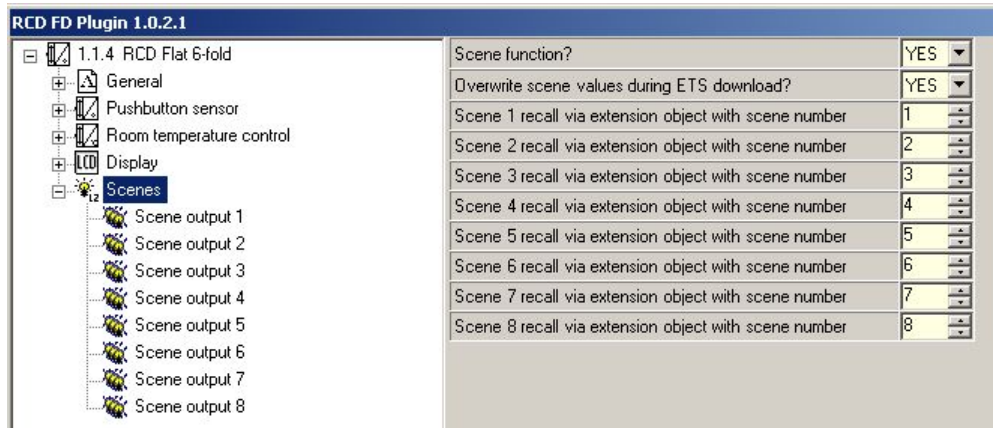 RCD FD Plugin 1.0.2.1
1.1.4 RCD Flat 6-fold
General
Pushbutton sensor
Room temperature control
LCD Display
Scenes
Scene output 1
Scene output 2
Scene output 3
Scene output 4
Scene output 5
Scene output 6
Scene output 7
Scene output 8
Scene function? YES
Overwrite scene values during ETS download? YES
Scene 1 recall via extension object with scene number 1
Scene 2 recall via extension object with scene number 2
Scene 3 recall via extension object with scene number 3
Scene 4 recall via extension object with scene number 4
Scene 5 recall via extension object with scene number 5
Scene 6 recall via extension object with scene number 6
Scene 7 recall via extension object with scene number 7
Scene 8 recall via extension object with scene number 8